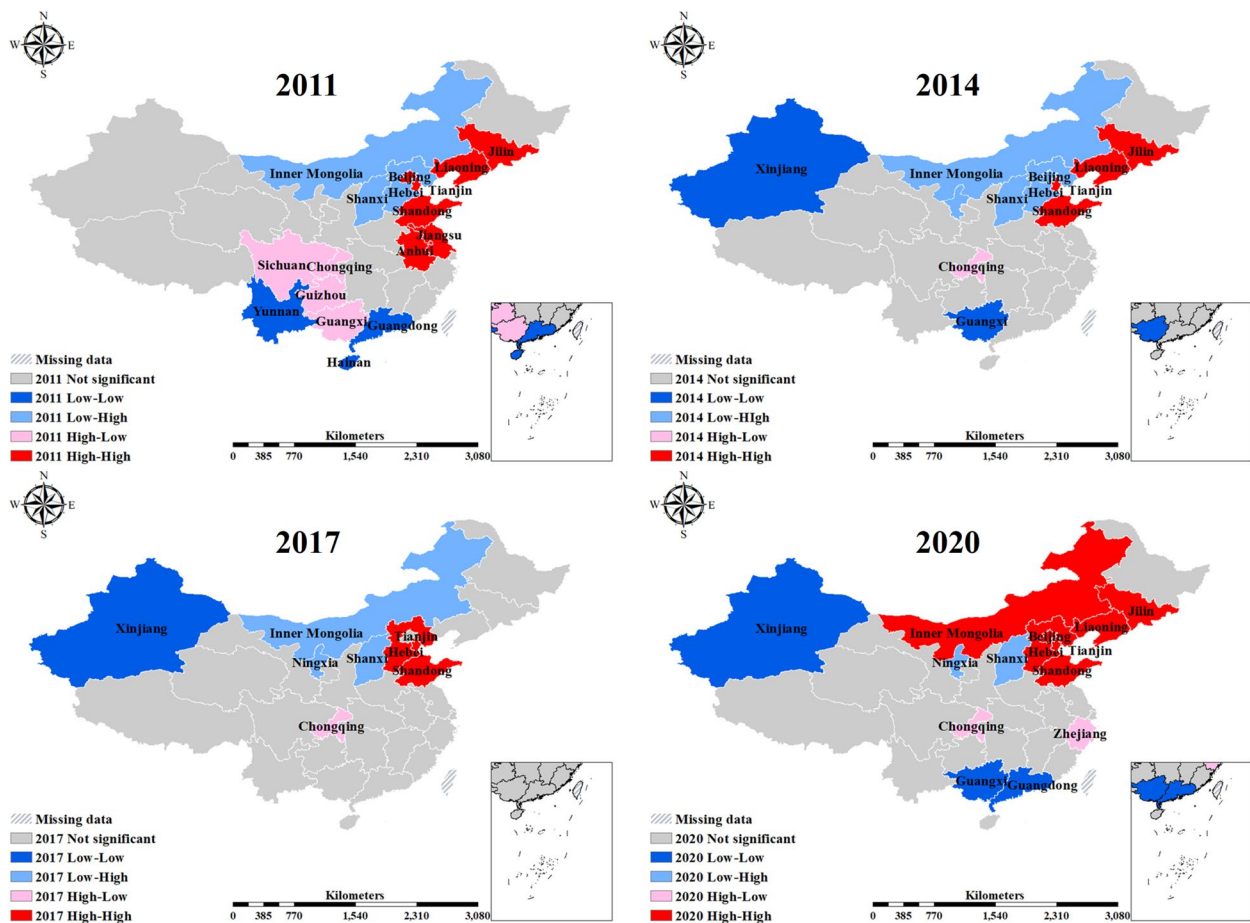 N
W E
S
2011
Jilin
Liaoning
Beijing
Inner Mongolia
Hebei
Tianjin
Shanxi
Shandong
Jiangsu
Anhui
Sichuan
Chongqing
Guizhou
Yunnan
Guangxi
Guangdong
Hainan
Missing data
2011 Not significant
2011 Low-Low
2011 Low-High
2011 High-Low
2011 High-High
Kilometers
0 385 770 1,540 2,310 3,080
N
W E
S
2014
Jilin
Liaoning
Xinjiang
Beijing
Inner Mongolia
Hebei
Tianjin
Shanxi
Shandong
Chongqing
Guangxi
Missing data
2014 Not significant
2014 Low-Low
2014 Low-HIgh
2014 High-Low
2014 High-High
Kilometers
0 385 770 1,540 2,310 3,080
N
W E
S
2017
Xinjiang
Inner Mongolia
Tianjin
Hebei
Ningxia
Shanxi
Shandong
Chongqing
Missing data
2017 Not significant
2017 Low-Low
2017 Low-High
2017 High-Low
2017 High-High
Kilometers
0 385 770 1,540 2,310 3,080
N
W E
S
2020
Jilin
Liaoning
Xinjiang
Inner Mongolia
Beijing
Hebei
Tianjin
Ningxia
Shanxi
Shandong
Chongqing
Zhejiang
Guangxi
Guangdong
Missing data
2020 Not significant
2020 Low-Low
2020 Low-High
2020 High-Low
2020 High-High
Kilometers
0 385 770 1,540 2,310 3,080